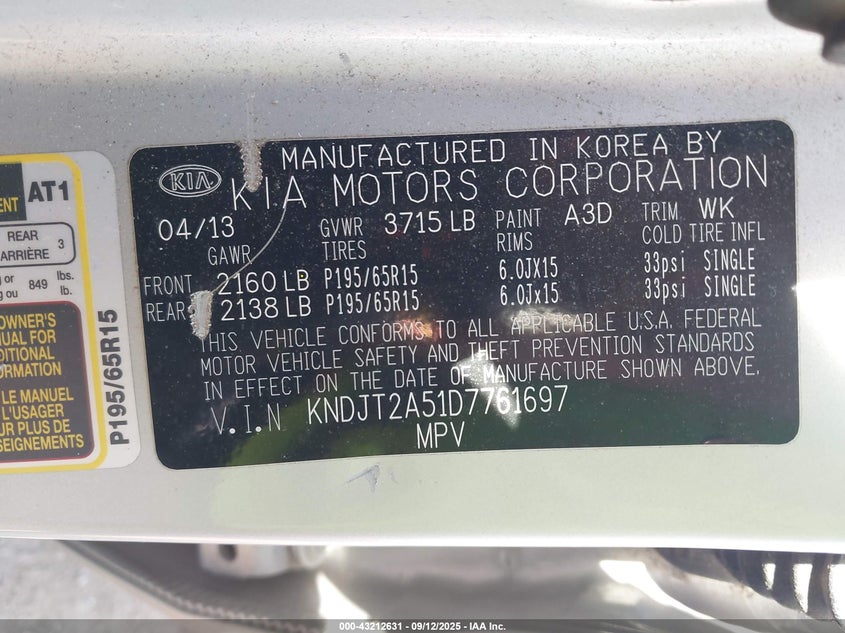 MANUFACTURED IN KOREA BY
KIA
KIA MOTORS CORPORATION
04/13 GVWR 3715 LB PAINT A3D TRIM WK
GAWR TIRES RIMS COLD TIRE INFL
FRONT 2160 LB P195/65R15 6.0JX15 33psi SINGLE
REAR 2138 LB P195/65R15 6.0Jx15 33psi SINGLE
THIS VEHICLE CONFORMS TO ALL APPLICABLE U.S.A. FEDERAL
MOTOR VEHICLE SAFETY AND THEFT PREVENTION STANDARDS
IN EFFECT ON THE DATE OF MANUFACTURE SHOWN ABOVE.
V.I.N KNDJT2A51D7761697
MPV
AT1
REAR 3
ARRIÈRE
849 lbs.
ou lb.
OWNER'S
FOR
LE MANUEL
L'USAGER
PLUS DE
P195/65R15
000-43212631 - 09/12/2025 - IAA Inc.